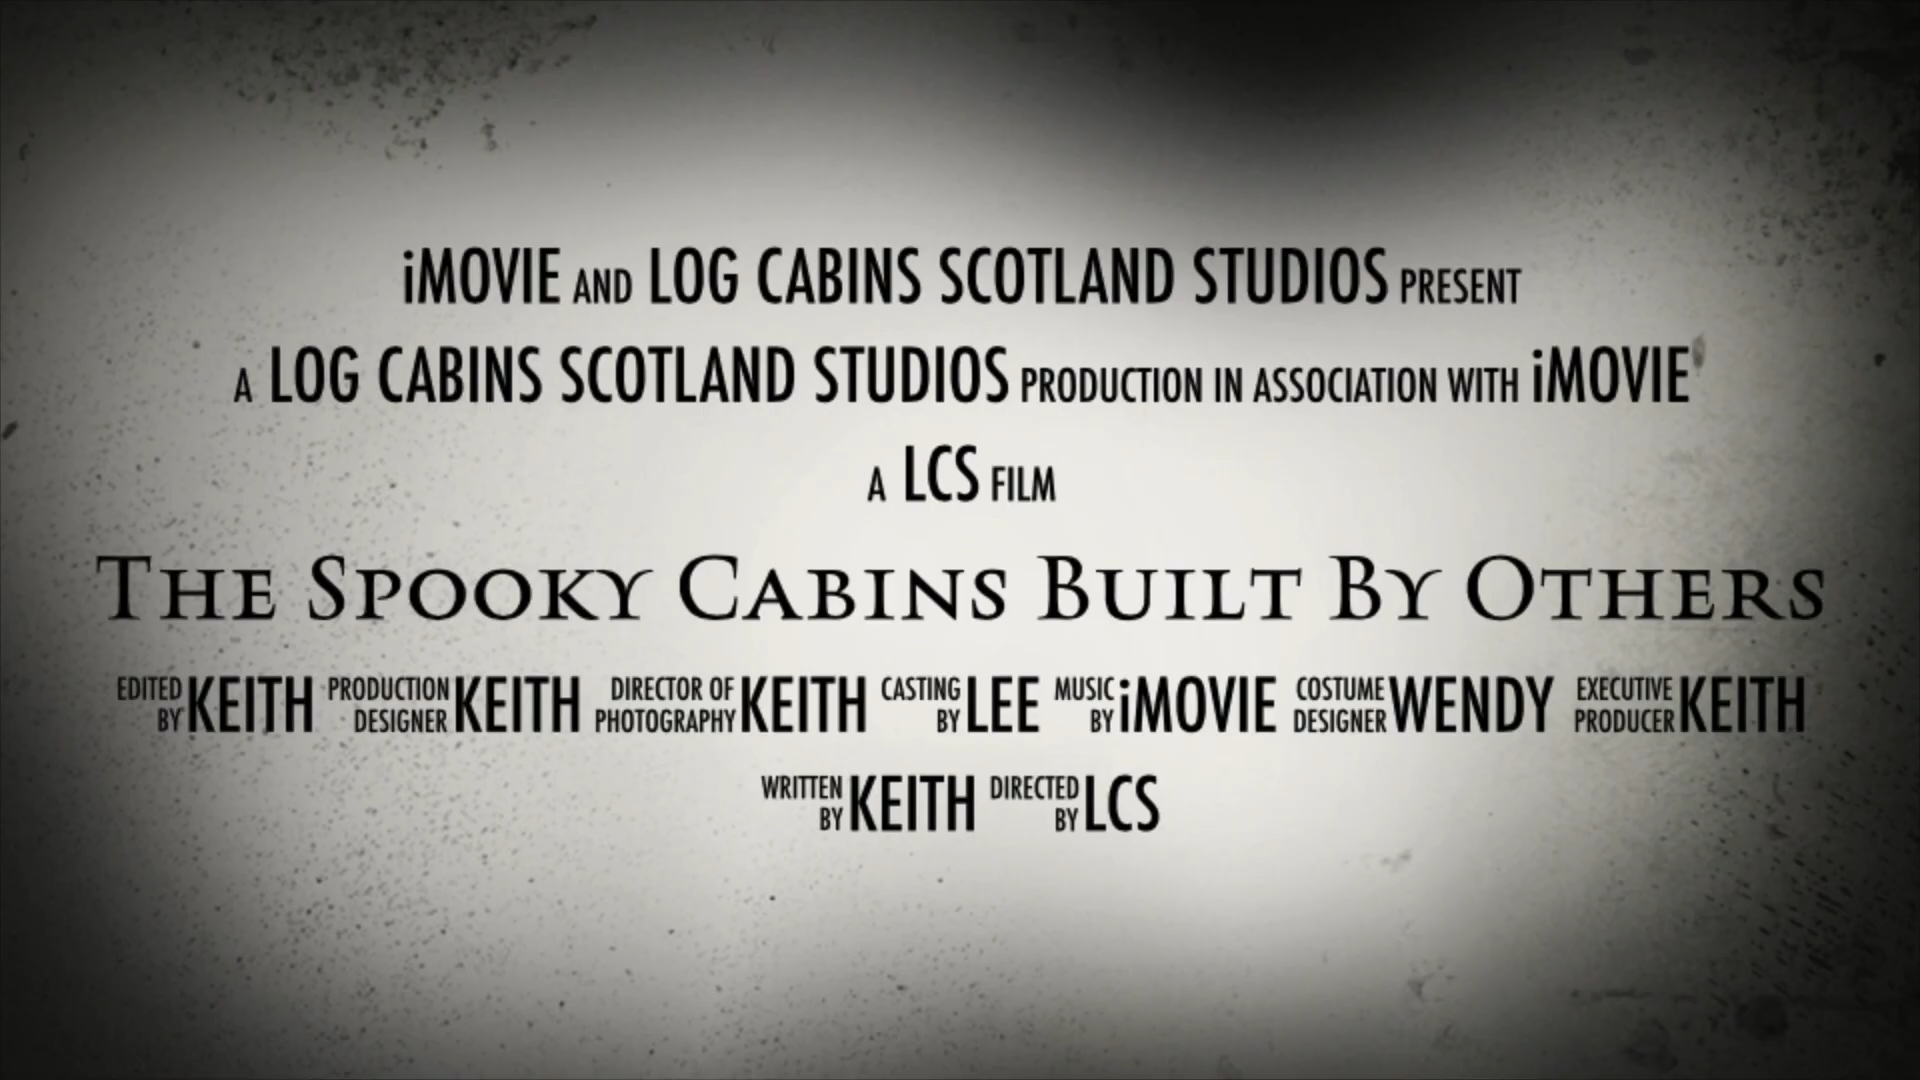 iMOVIE AND LOG CABINS SCOTLAND STUDIOS PRESENT
A LOG CABINS SCOTLAND STUDIOS PRODUCTION IN ASSOCIATION WITH iMOVIE
A LCS FILM
THE SPOOKY CABINS BUILT BY OTHERS
EDITED BY KEITH PRODUCTION DESIGNER KEITH DIRECTOR OF PHOTOGRAPHY KEITH CASTING BY LEE MUSIC BY iMOVIE COSTUME DESIGNER WENDY EXECUTIVE PRODUCER KEITH
WRITTEN BY KEITH DIRECTED BY LCS